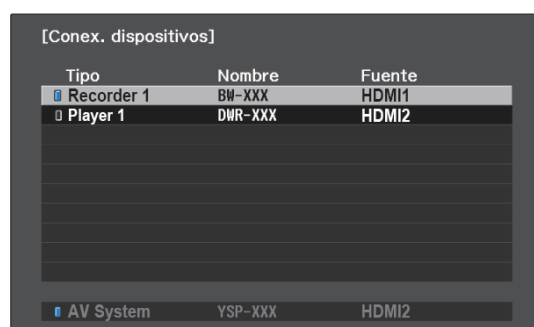 [Conex. dispositivos]
Tipo Nombre Fuente
Recorder 1 BW-XXX HDMI1
Player 1 DWR-XXX HDMI2
AV System YSP-XXX HDMI2